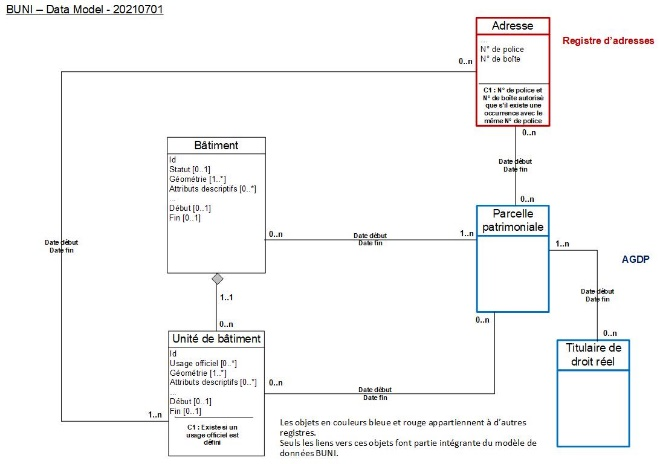 BUNI – Data Model - 20210701
Adresse
...
N° de police
N° de boîte
C1 : N° de police et
N° de boîte autorisé
que s'il existe une
occurrence avec le
même N° de police
Registre d'adresses
0..n
0..n
Date début
Date fin
0..n
Bâtiment
Id
Statut [0..1]
Géométrie [1..*]
Attributs descriptifs [0..*]
...
Début [0..1]
Fin [0..1]
Parcelle
patrimoniale
0..n
Date début
Date fin
1..n
1..n
Date début
Date fin
AGDP
1..1
0..n
Date début
Date fin
0..n
0..n
Unité de bâtiment
Id
Usage officiel [0..*]
Géométrie [1..*]
Attributs descriptifs [0..*]
...
Début [0..1]
Fin [0..1]
C1 : Existe si un
usage officiel est
défini
0..n
Date début
Date fin
1..n
Titulaire de
droit réel
Les objets en couleurs bleue et rouge appartiennent à d'autres
registres.
Seuls les liens vers ces objets font partie intégrante du modèle de
données BUNI.